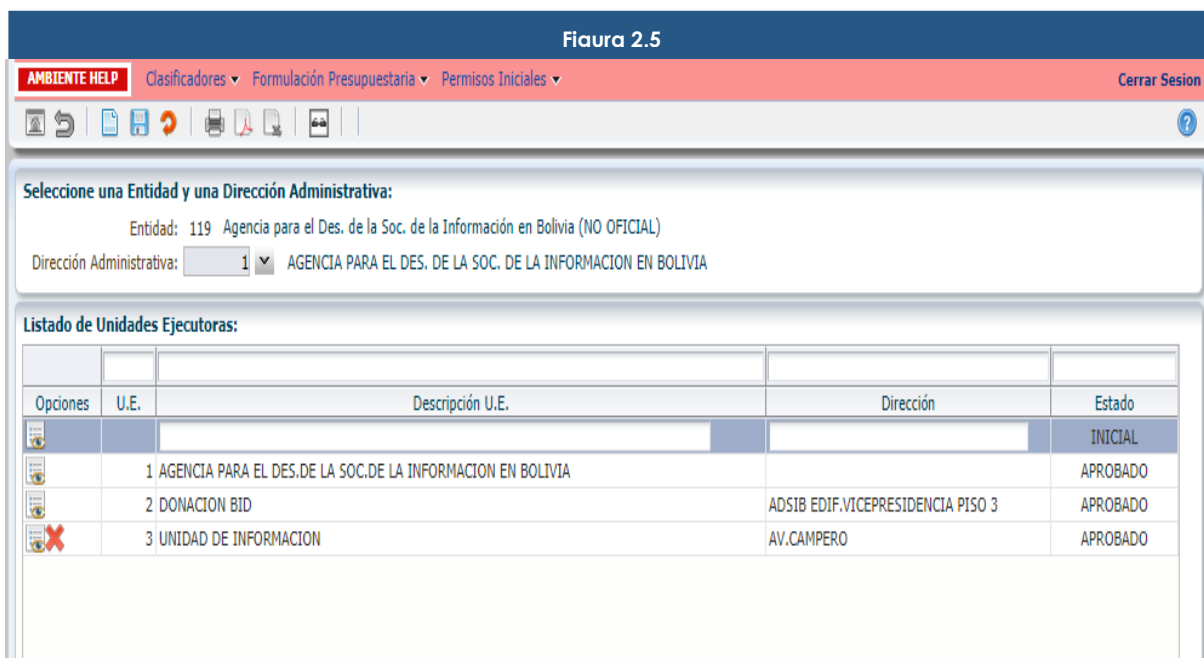 Fiaura 2.5
AMBIENTE HELP Clasificadores Formulación Presupuestaria Permisos Iniciales Cerrar Sesion
Seleccione una Entidad y una Dirección Administrativa:
Entidad: 119 Agencia para el Des. de la Soc. de la Información en Bolivia (NO OFICIAL)
Dirección Administrativa: 1 AGENCIA PARA EL DES. DE LA SOC. DE LA INFORMACION EN BOLIVIA
Listado de Unidades Ejecutoras:
Opciones U.E. Descripción U.E. Dirección Estado
INICIAL
1 AGENCIA PARA EL DES.DE LA SOC.DE LA INFORMACION EN BOLIVIA APROBADO
2 DONACION BID ADSIB EDIF.VICEPRESIDENCIA PISO 3 APROBADO
3 UNIDAD DE INFORMACION AV.CAMPERO APROBADO